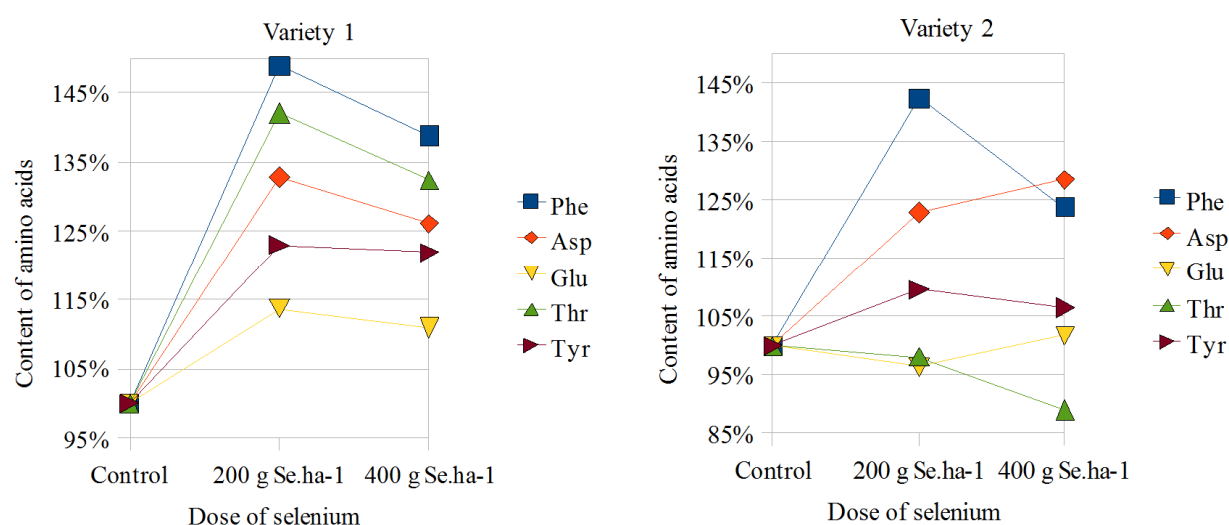 Variety 1
145%
135%
125%
115%
105%
95%
Content of amino acids
Control
200 g Se.ha-1
400 g Se.ha-1
Dose of selenium
Phe
Asp
Glu
Thr
Tyr
Variety 2
145%
135%
125%
115%
105%
95%
85%
Content of amino acids
Control
200 g Se.ha-1
400 g Se.ha-1
Dose of selenium
Phe
Asp
Glu
Thr
Tyr